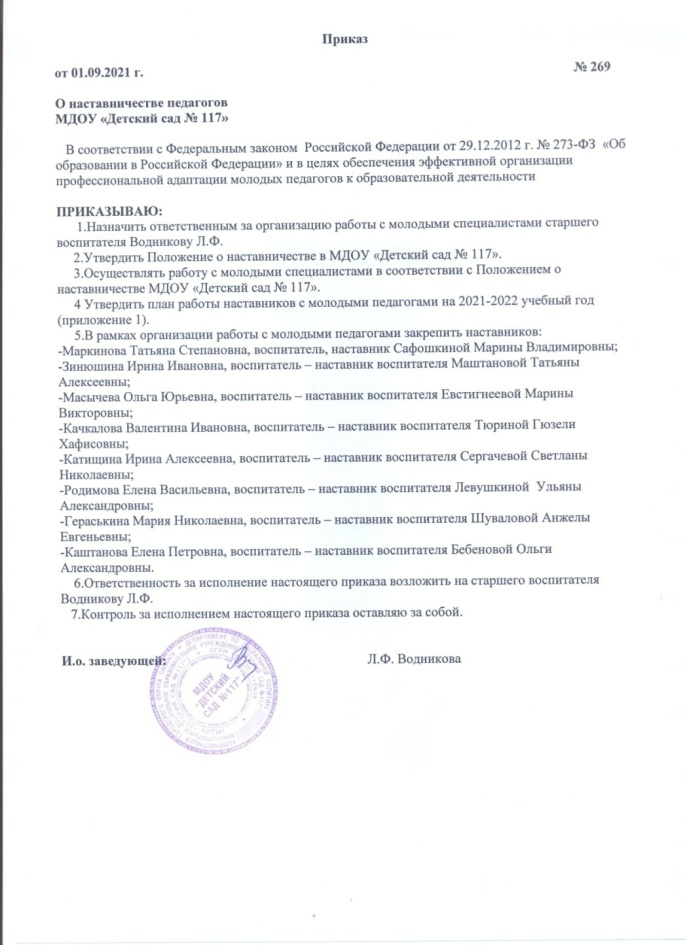 Приказ
от 01.09.2021 г.
№ 269
О наставничестве педагогов
МДОУ «Детский сад № 117»
В соответствии с Федеральным законом Российской Федерации от 29.12.2012 г. № 273-ФЗ «Об
образовании в Российской Федерации» и в целях обеспечения эффективной организации
профессиональной адаптации молодых педагогов к образовательной деятельности
ПРИКАЗЫВАЮ:
1.Назначить ответственным за организацию работы с молодыми специалистами старшего
воспитателя Водникову Л.Ф.
2.Утвердить Положение о наставничестве в МДОУ «Детский сад № 117».
3.Осуществлять работу с молодыми специалистами в соответствии с Положением о
наставничестве МДОУ «Детский сад № 117».
4 Утвердить план работы наставников с молодыми педагогами на 2021-2022 учебный год
(приложение 1).
5.В рамках организации работы с молодыми педагогами закрепить наставников:
-Маркинова Татьяна Степановна, воспитатель, наставник Сафошкиной Марины Владимировны;
-Зинюшина Ирина Ивановна, воспитатель – наставник воспитателя Маштановой Татьяны
Алексеевны;
-Масычева Ольга Юрьевна, воспитатель – наставник воспитателя Евстигнеевой Марины
Викторовны;
-Качкалова Валентина Ивановна, воспитатель – наставник воспитателя Тюриной Гюзели
Хафисовны;
-Катищина Ирина Алексеевна, воспитатель – наставник воспитателя Сергачевой Светланы
Николаевны;
-Родимова Елена Васильевна, воспитатель – наставник воспитателя Левушкиной Ульяны
Александровны;
-Гераськина Мария Николаевна, воспитатель – наставник воспитателя Шуваловой Анжелы
Евгеньевны;
-Каштанова Елена Петровна, воспитатель – наставник воспитателя Бебеновой Ольги
Александровны.
6.Ответственность за исполнение настоящего приказа возложить на старшего воспитателя
Водникову Л.Ф.
7.Контроль за исполнением настоящего приказа оставляю за собой.
И.о. заведующей:
Л.Ф. Водникова
МДОУ
"ДЕТСКИЙ
САД №117"